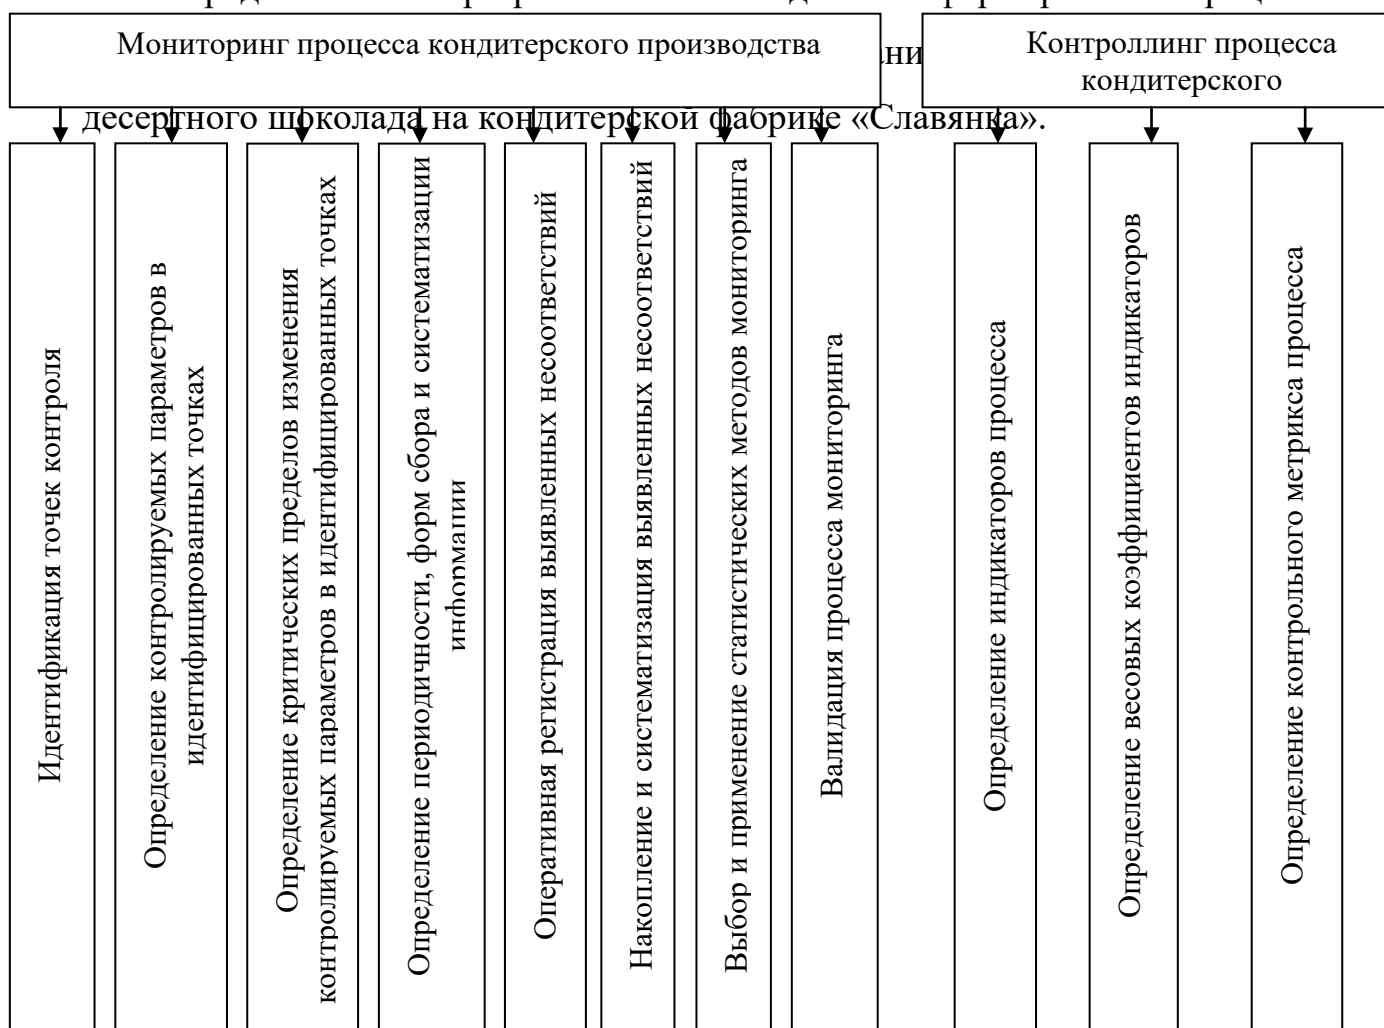 Мониторинг процесса кондитерского производства
Контроллинг процесса
кондитерского
десертного шоколада на кондитерской фабрике «Славянка».
Идентификация точек контроля
Определение контролируемых параметров в
идентифицированных точках
Определение критических пределов изменения
контролируемых параметров в идентифицированных точках
Определение периодичности, форм сбора и систематизации
информации
Оперативная регистрация выявленных несоответствий
Накопление и систематизация выявленных несоответствий
Выбор и применение статистических методов мониторинга
Валидация процесса мониторинга
Определение индикаторов процесса
Определение весовых коэффициентов индикаторов
Определение контрольного метрикса процесса